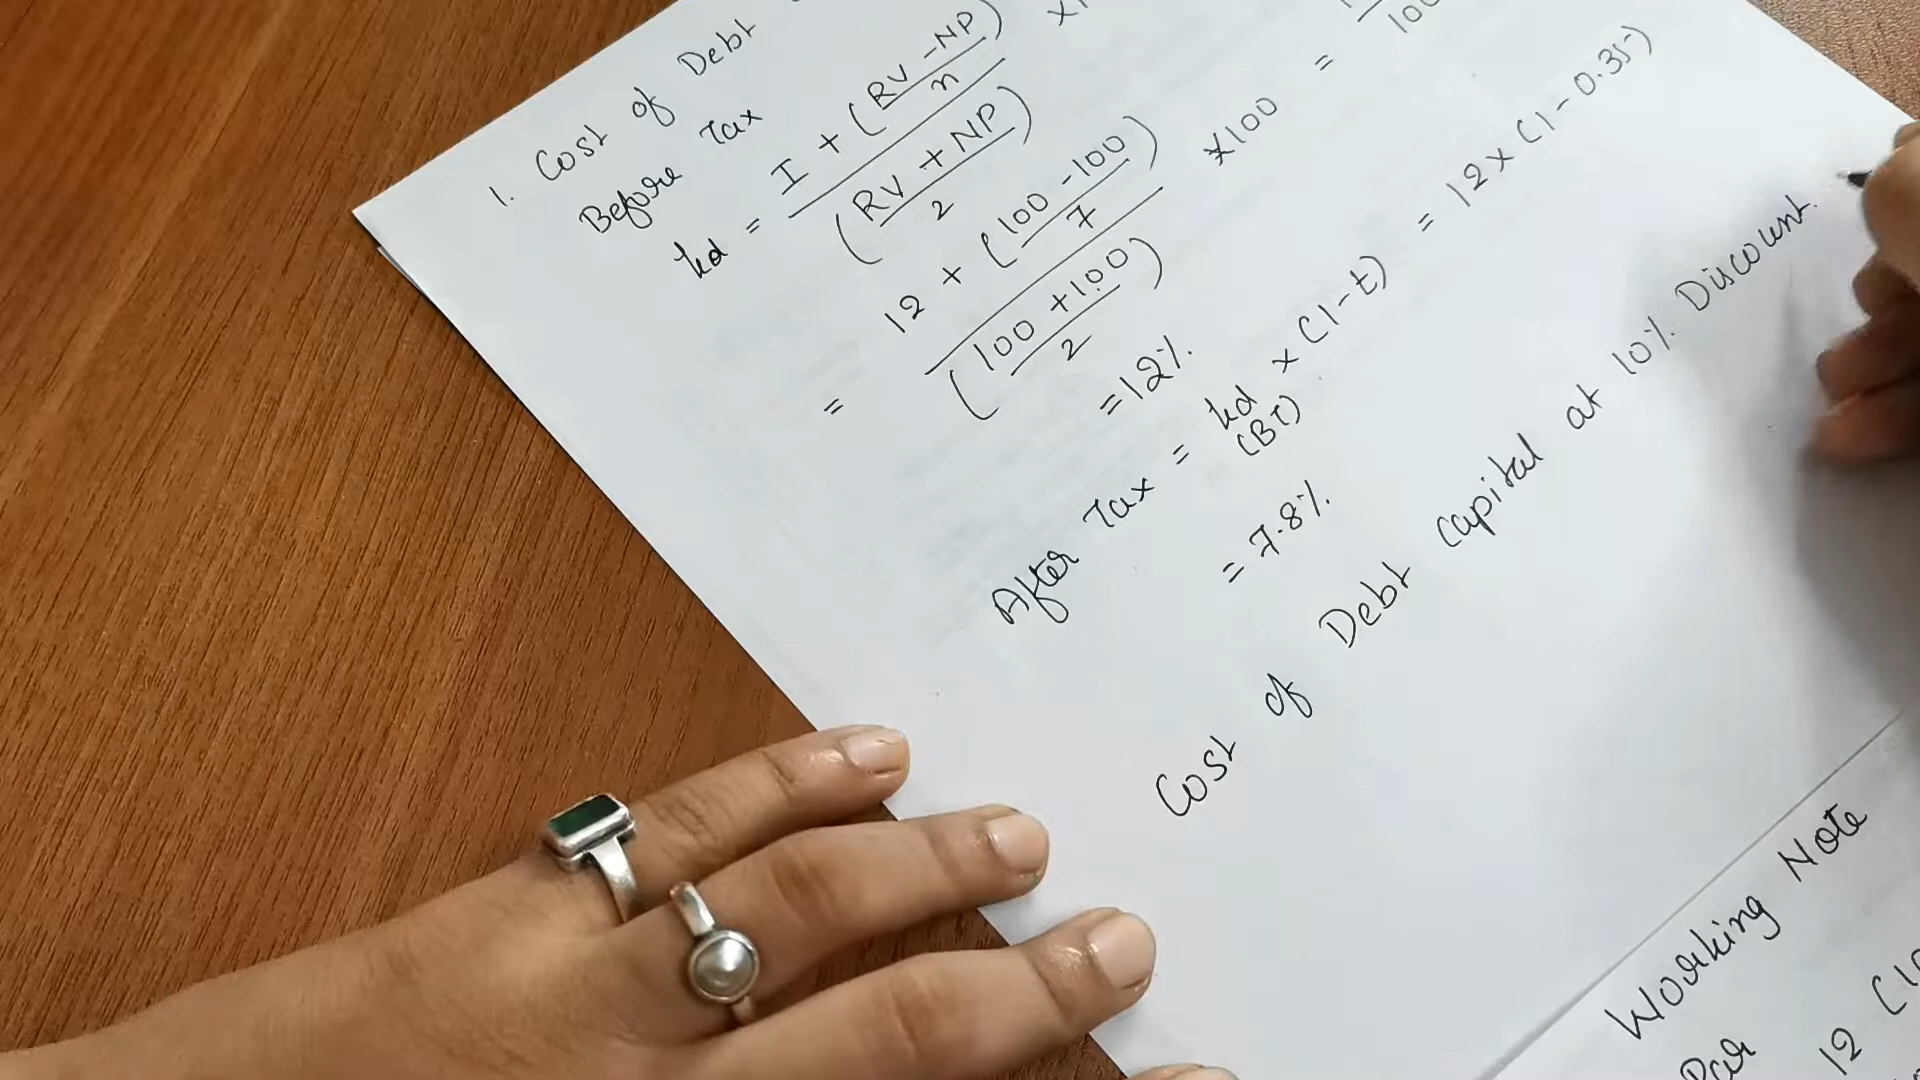 1. Cost of Debt
Before Tax
kd = I + (RV - NP / n) / (RV + NP / 2)
= 12 + (100 - 100 / 7) / (100 + 100 / 2) × 100 =
= 12%.
After Tax = kd (BT) × (1 - t) = 12 × (1 - 0.35)
= 7.8%.
Cost of Debt Capital at 10% Discount.
Working Note
Par
12